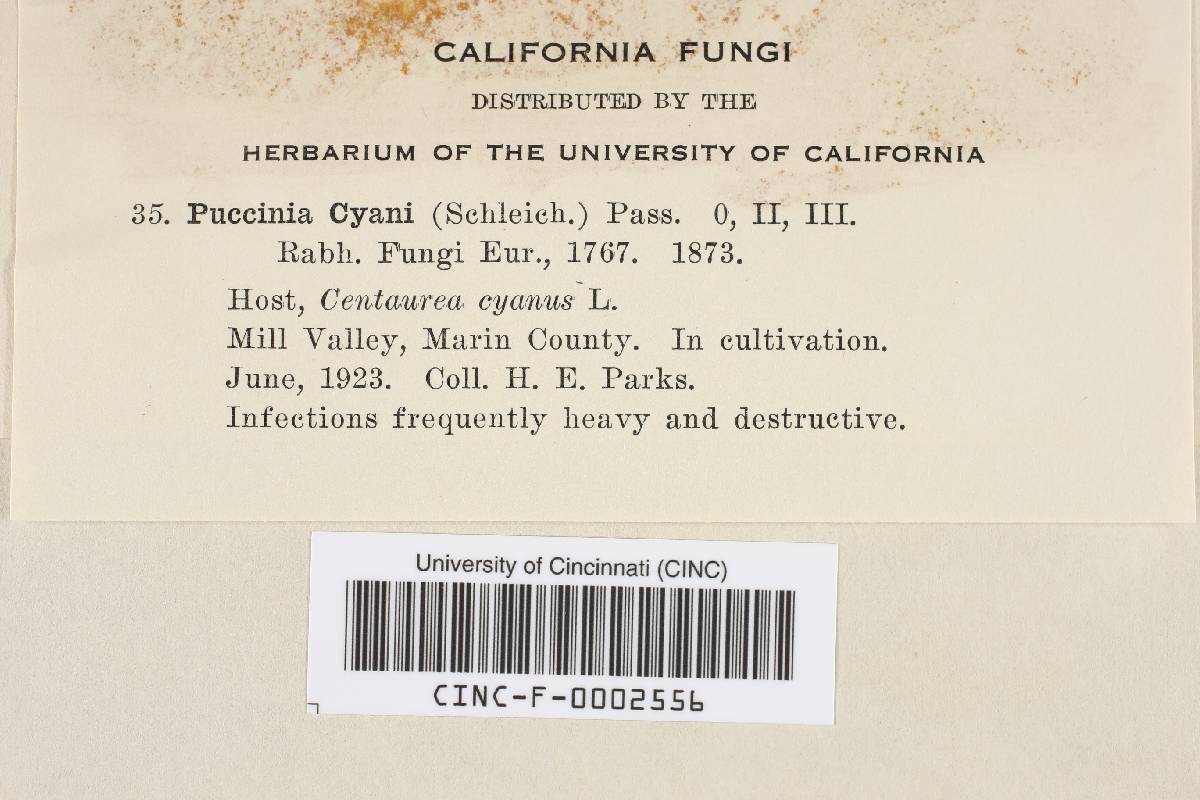 CALIFORNIA FUNGI
DISTRIBUTED BY THE
HERBARIUM OF THE UNIVERSITY OF CALIFORNIA
35. Puccinia Cyani (Schleich.) Pass. 0, II, III.
Rabh. Fungi Eur., 1767. 1873.
Host, Centaurea cyanus L.
Mill Valley, Marin County. In cultivation.
June, 1923. Coll. H. E. Parks.
Infections frequently heavy and destructive.
University of Cincinnati (CINC)
CINC-F-0002556